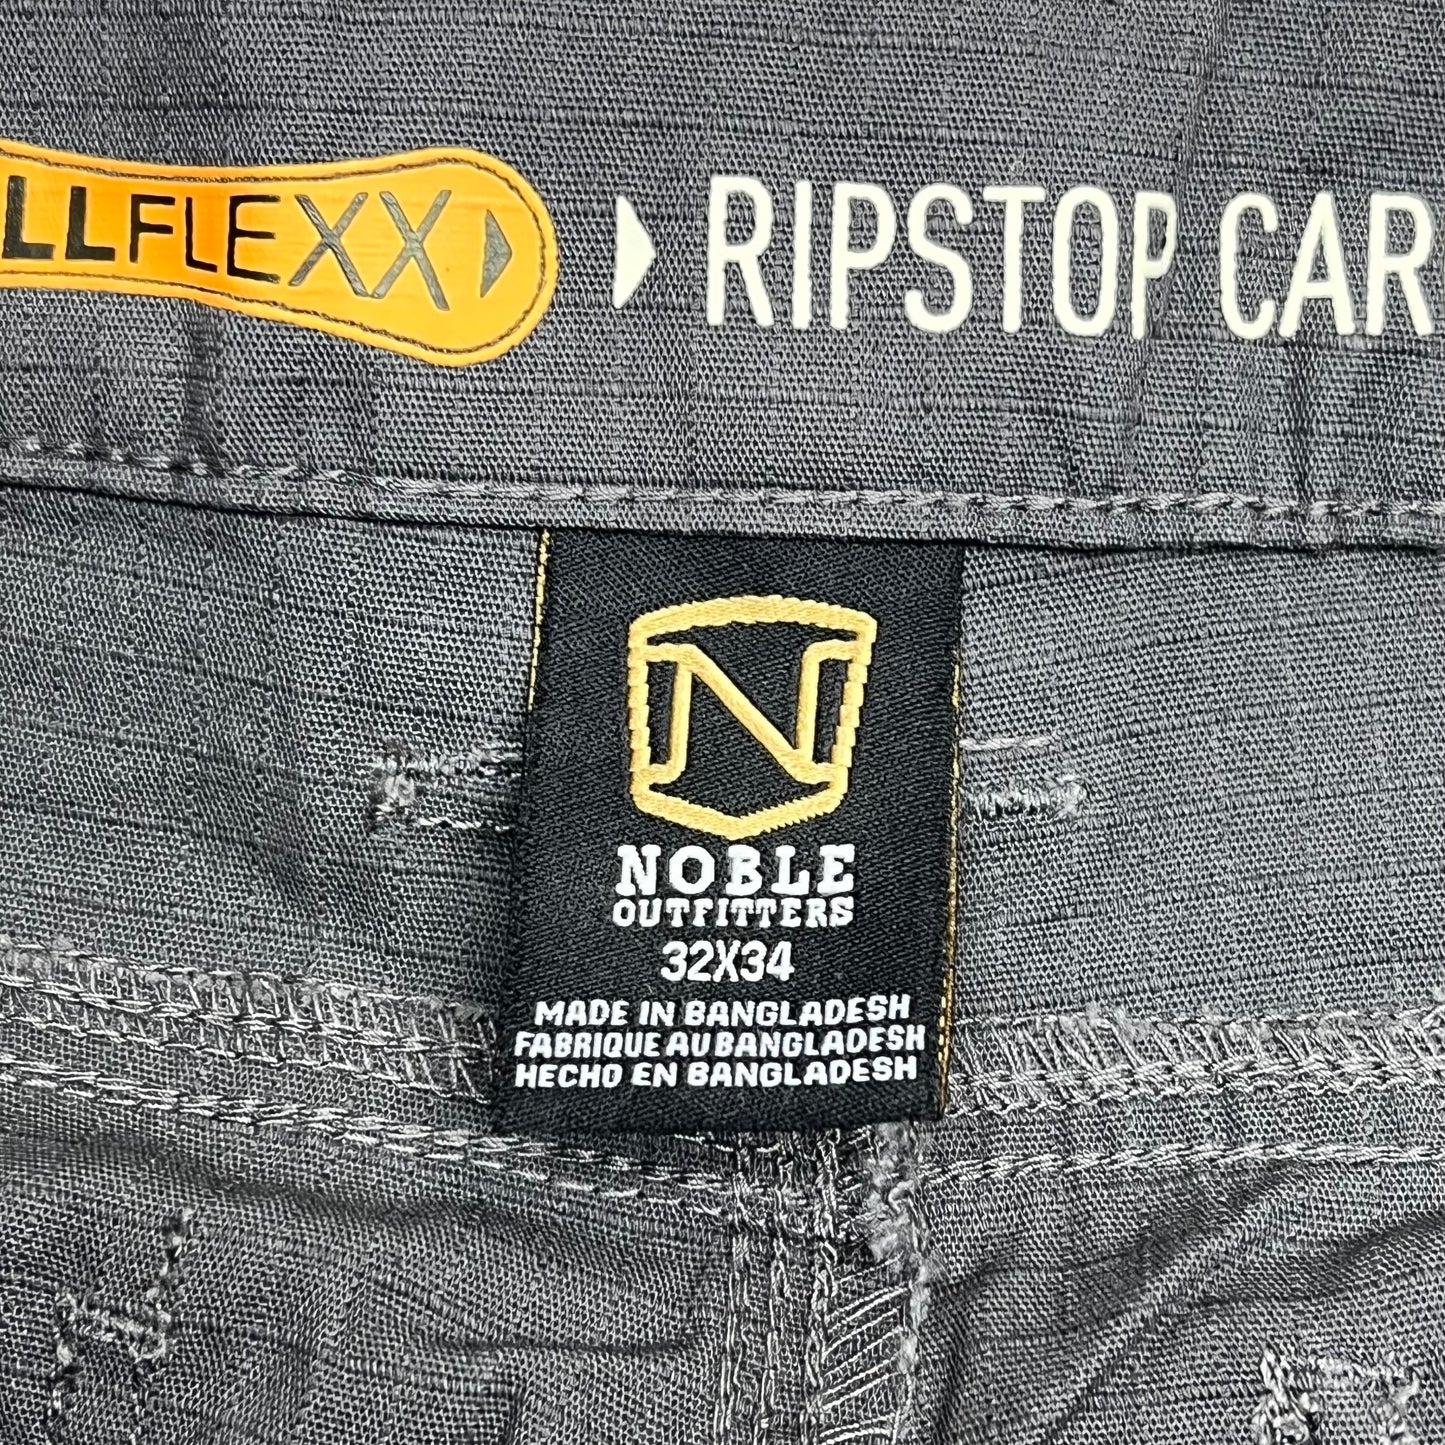 LLFLEXX RIPSTOP CAR
N
NOBLE
OUTFITTERS
32X34
MADE IN BANGLADESH
FABRIQUE AU BANGLADESH
HECHO EN BANGLADESH